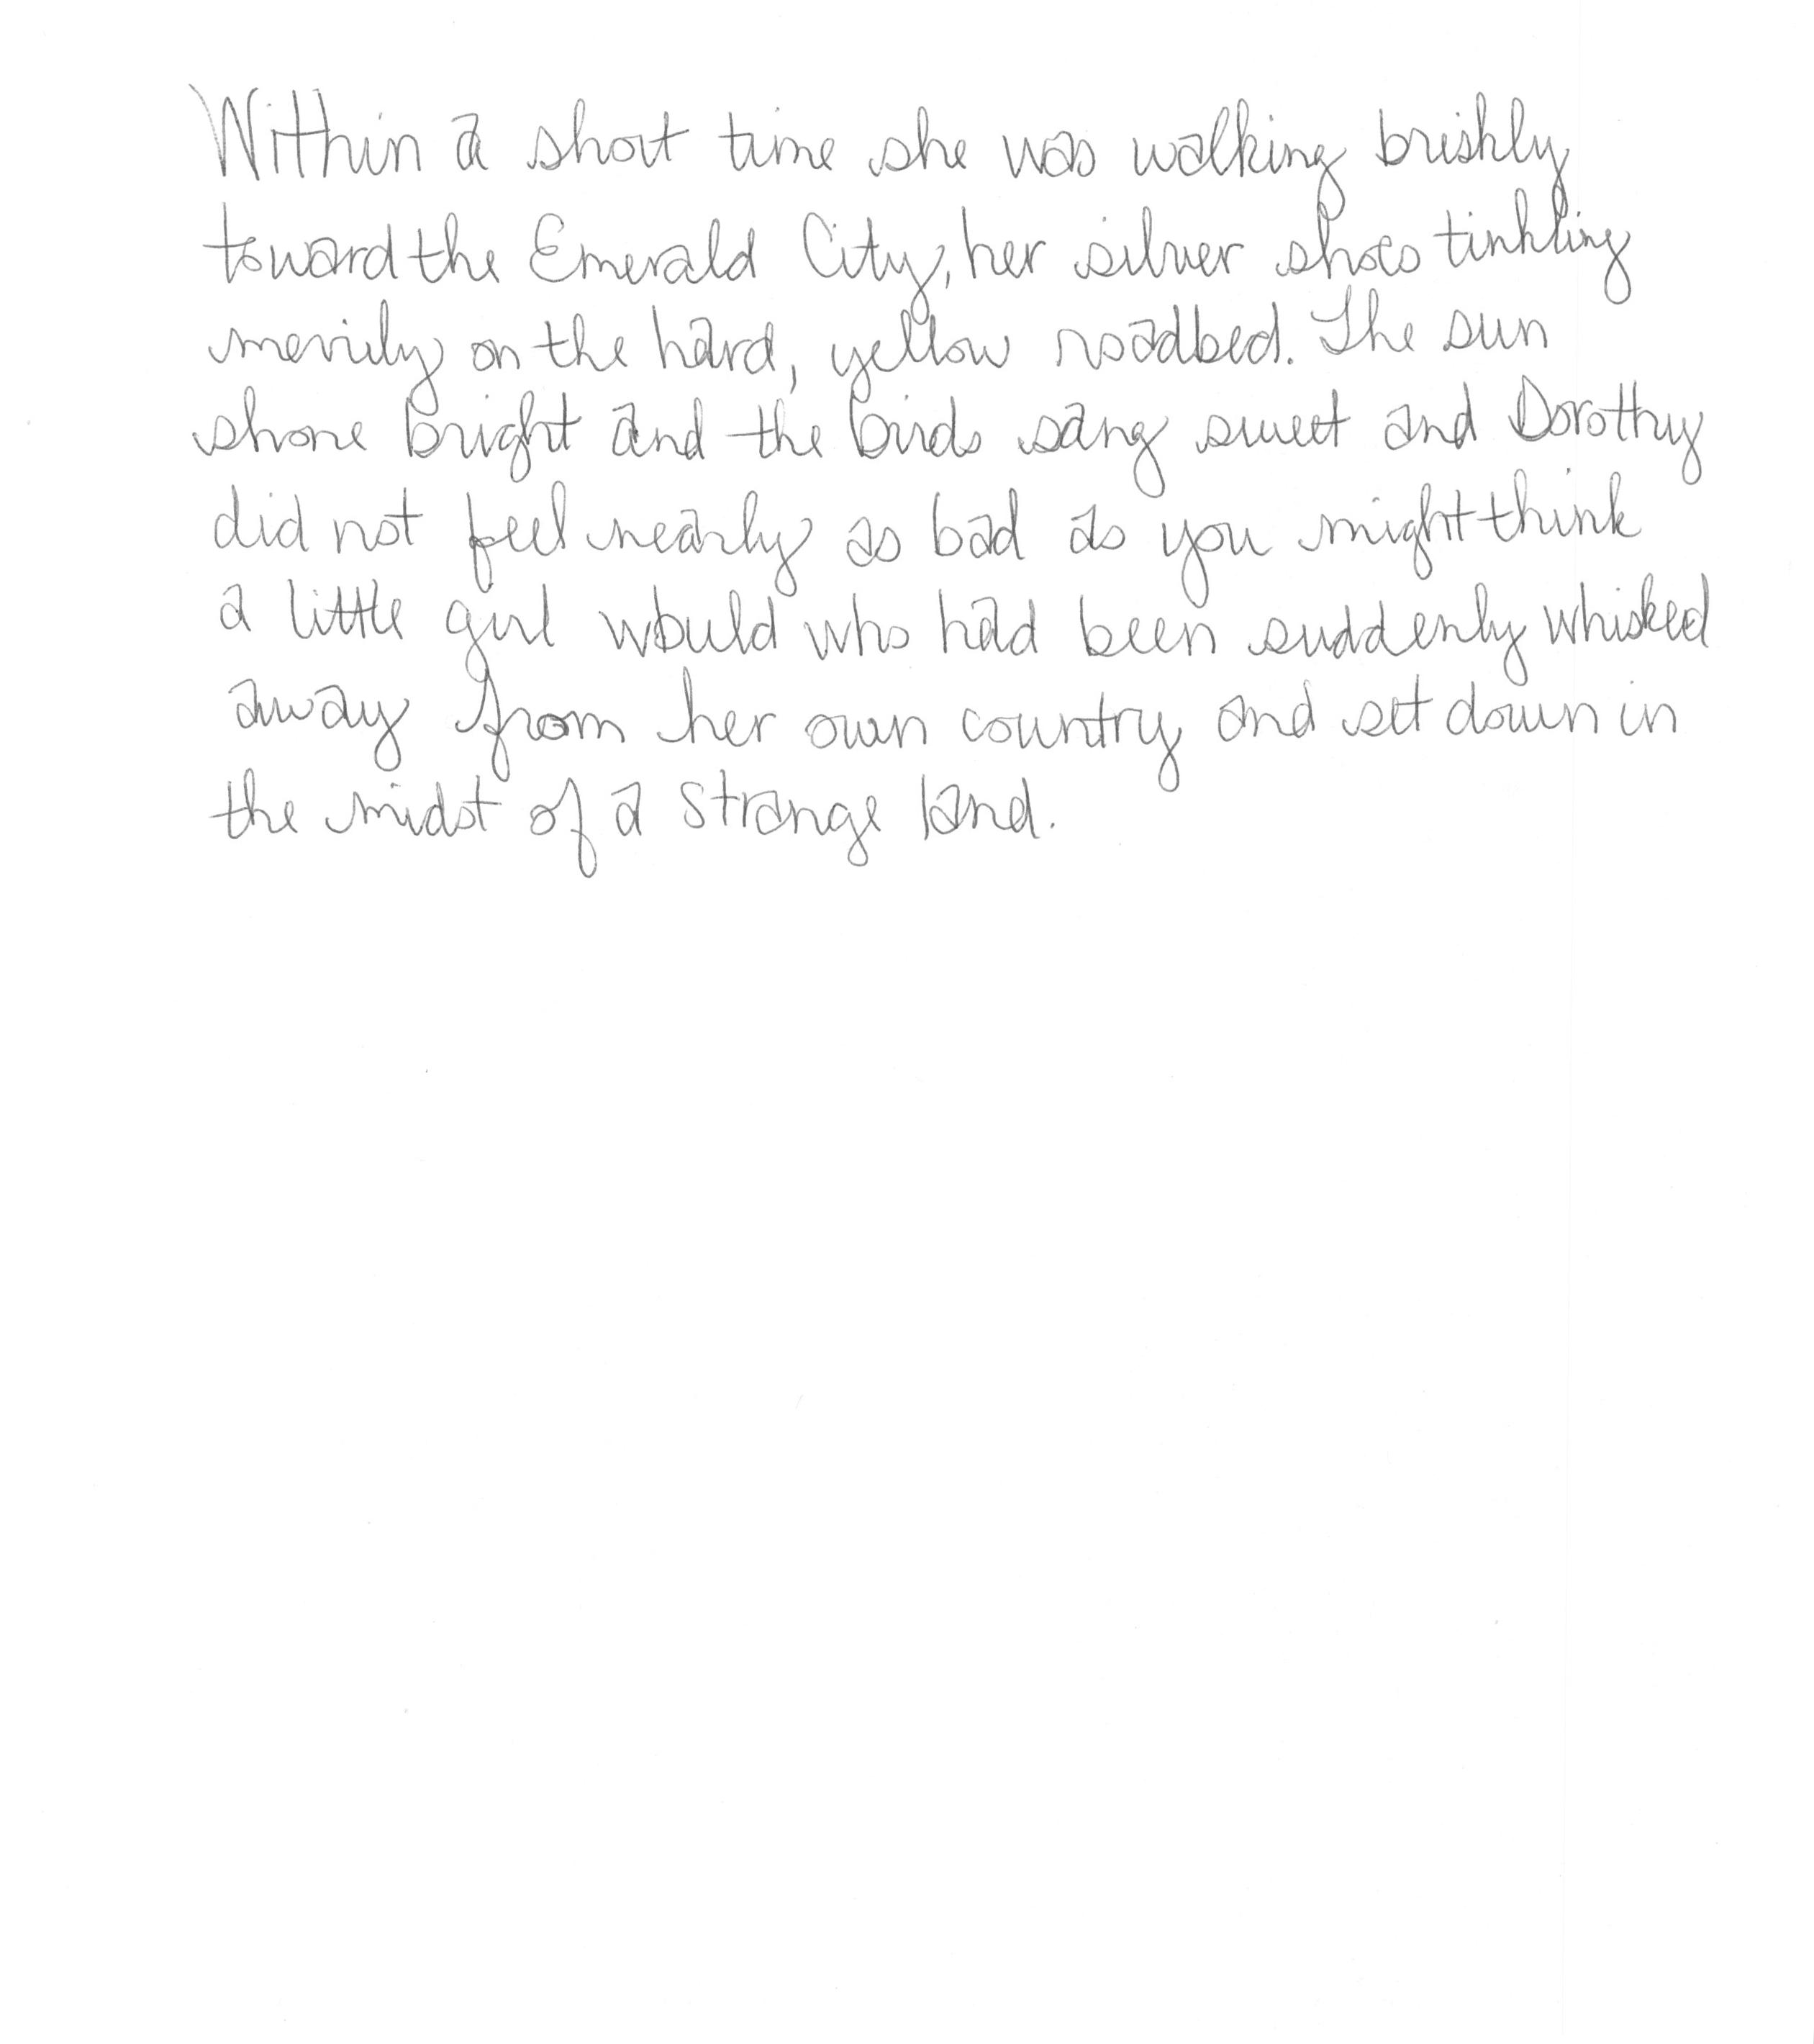 Within a short time she was walking briskly
toward the Emerald City, her silver shoes tinkling
merrily on the hard, yellow roadbed. The sun
shone bright and the birds sang sweet and Dorothy
did not feel nearly as bad as you might think
a little girl would who had been suddenly whisked
away from her own country and set down in
the midst of a strange land.